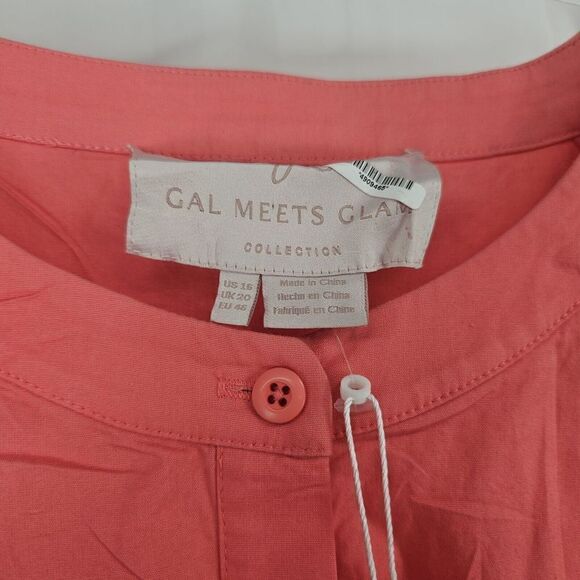 GAL MEETS GLAM
COLLECTION
US 16
UK 20
EU 46
Made in China
Hecho en China
Fabriqué en Chine
*4909465*